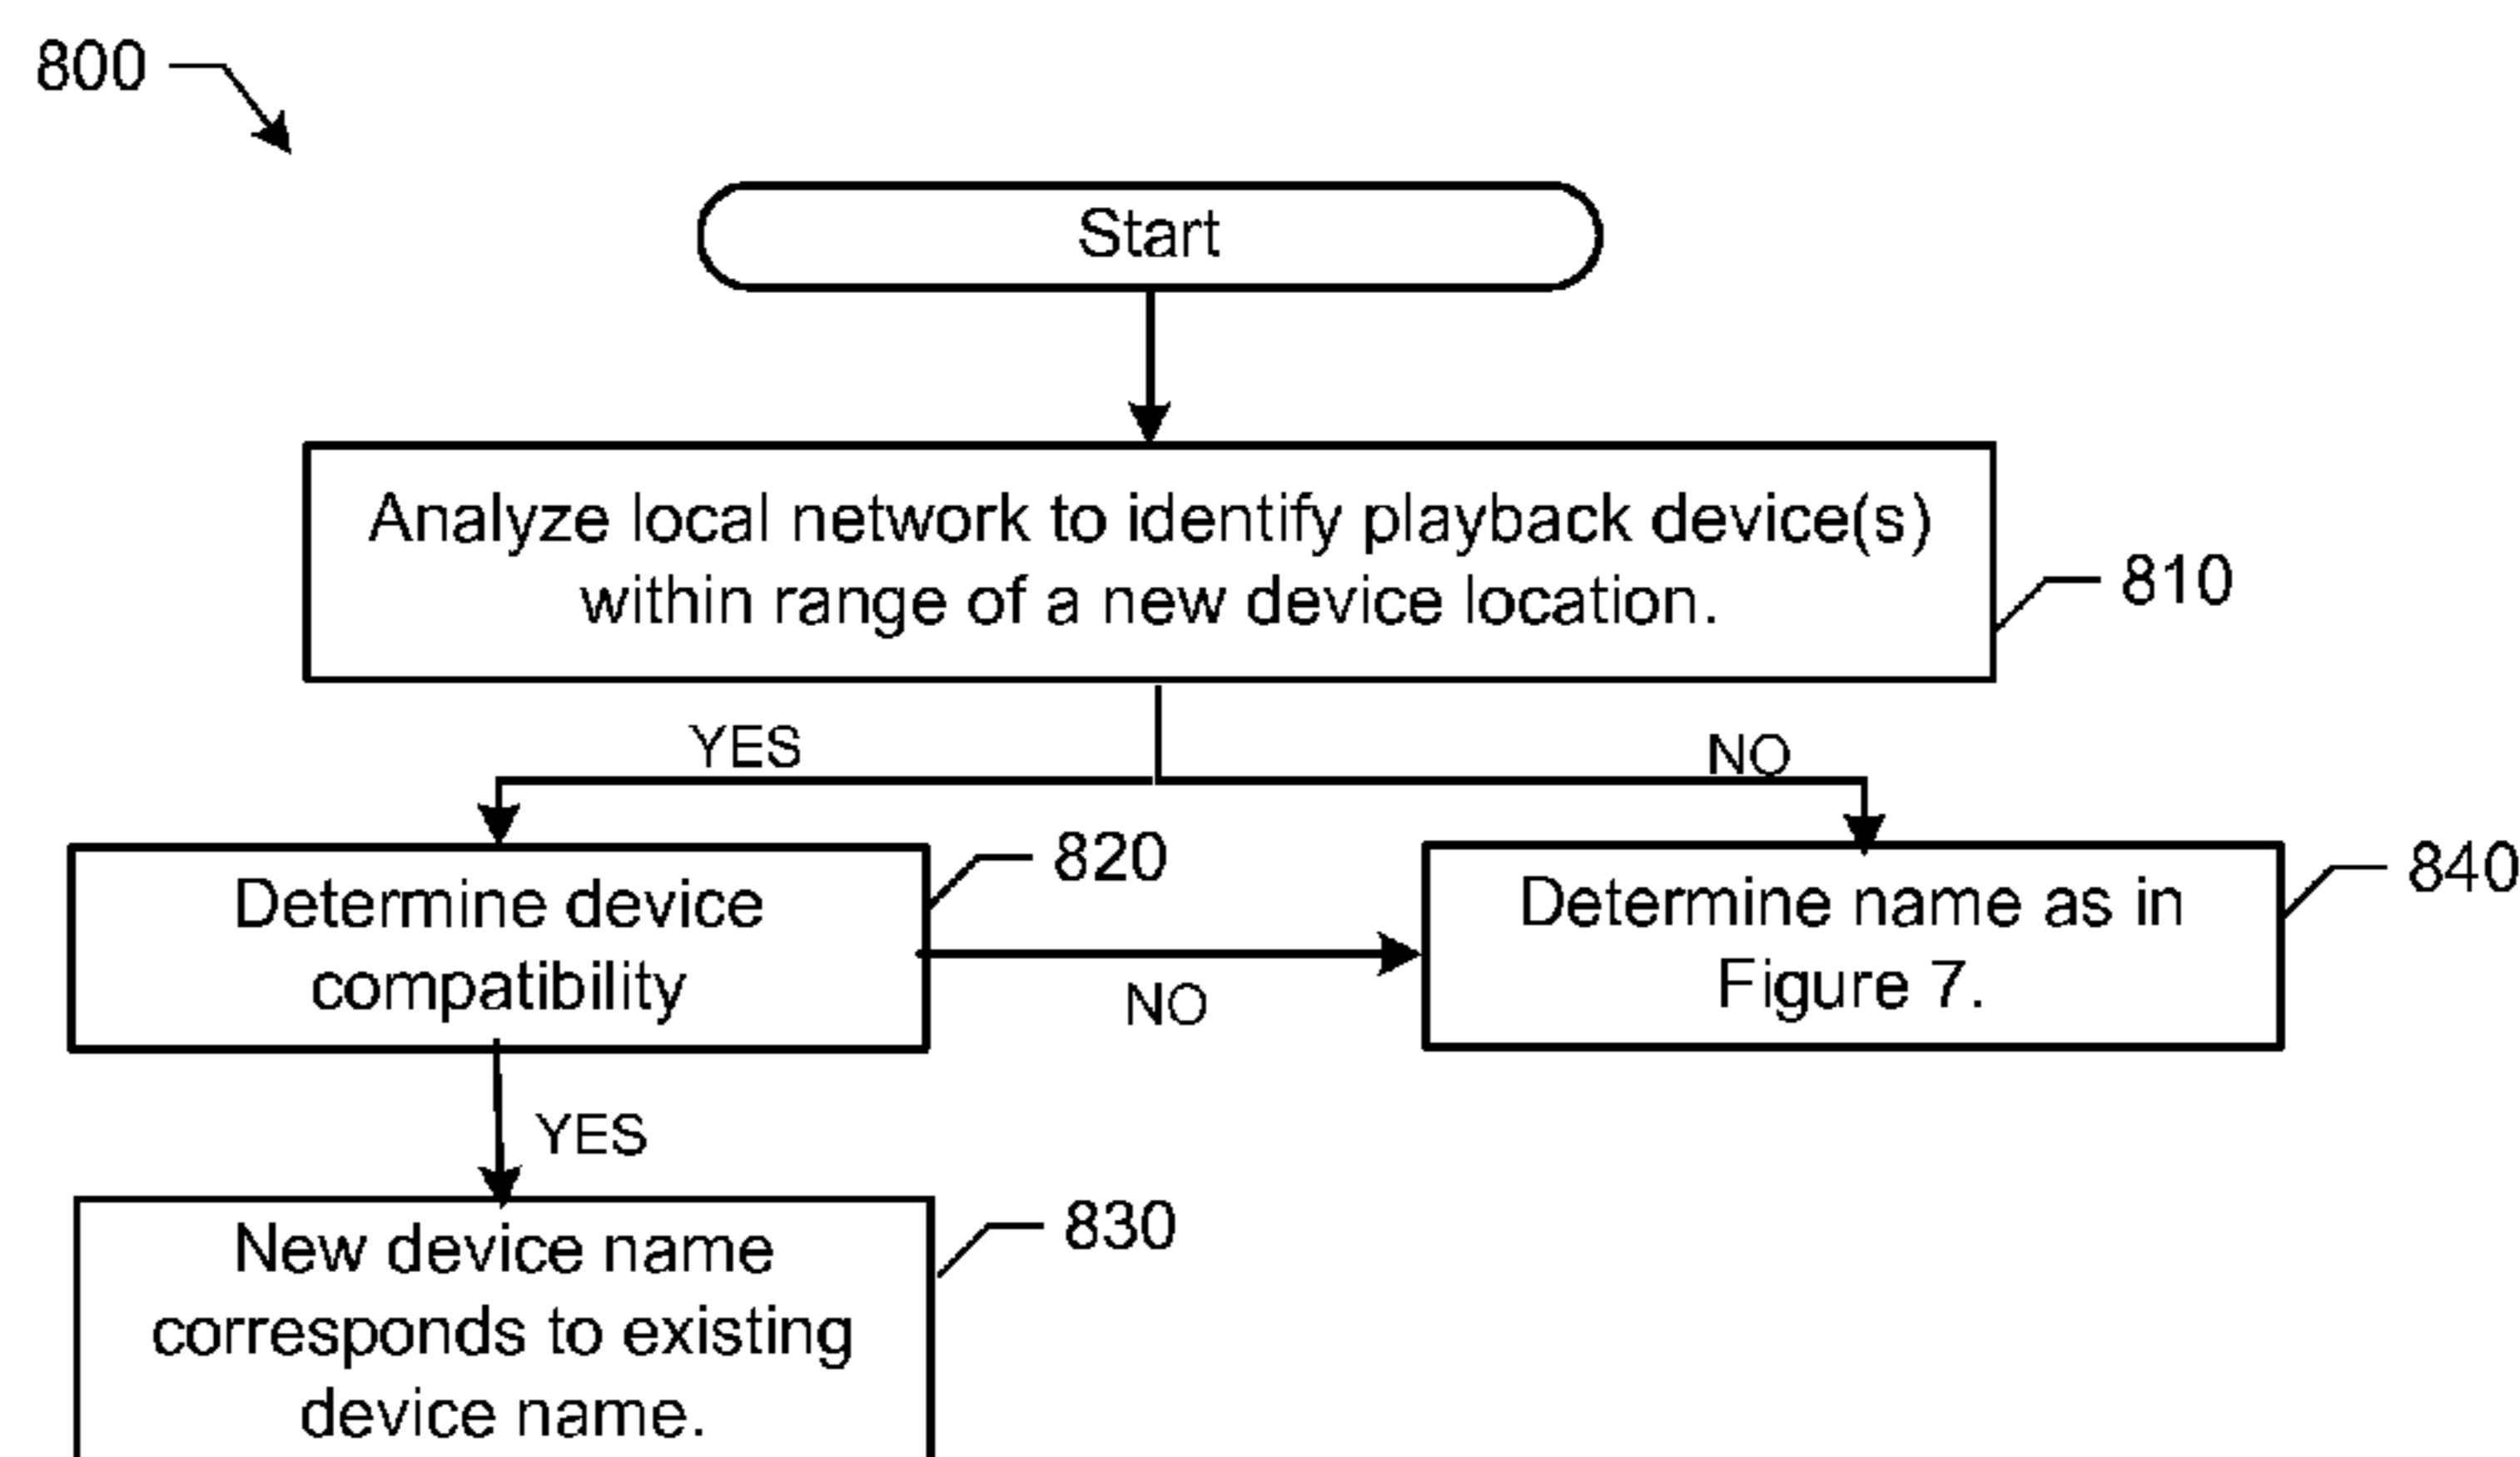 800
Start
Analyze local network to identify playback device(s)
within range of a new device location.
810
YES
NO
Determine device
compatibility
820
NO
Determine name as in
Figure 7.
840
YES
New device name
corresponds to existing
device name.
830